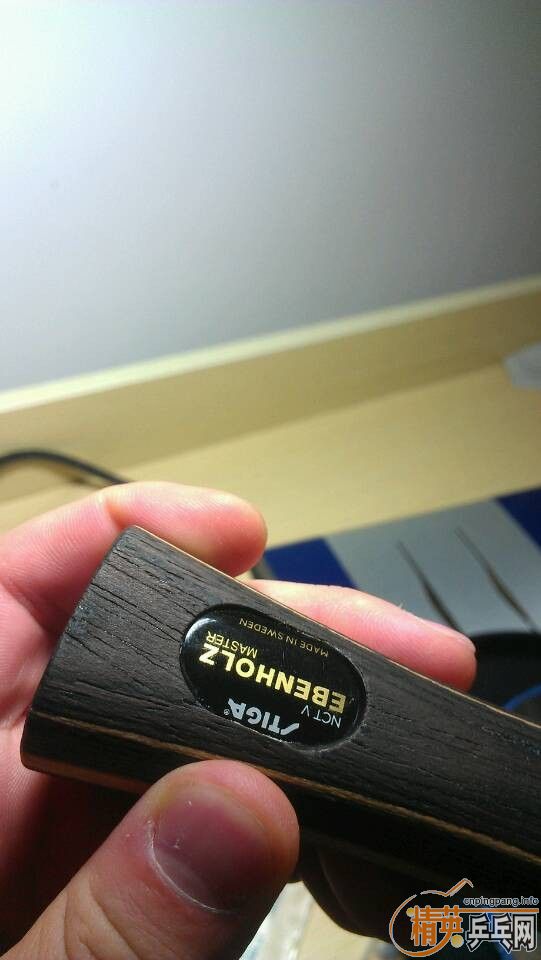 STIGA®
NCT V
EBENHOLZ
MASTER
MADE IN SWEDEN
cnpingpang.info
精英乒乓网